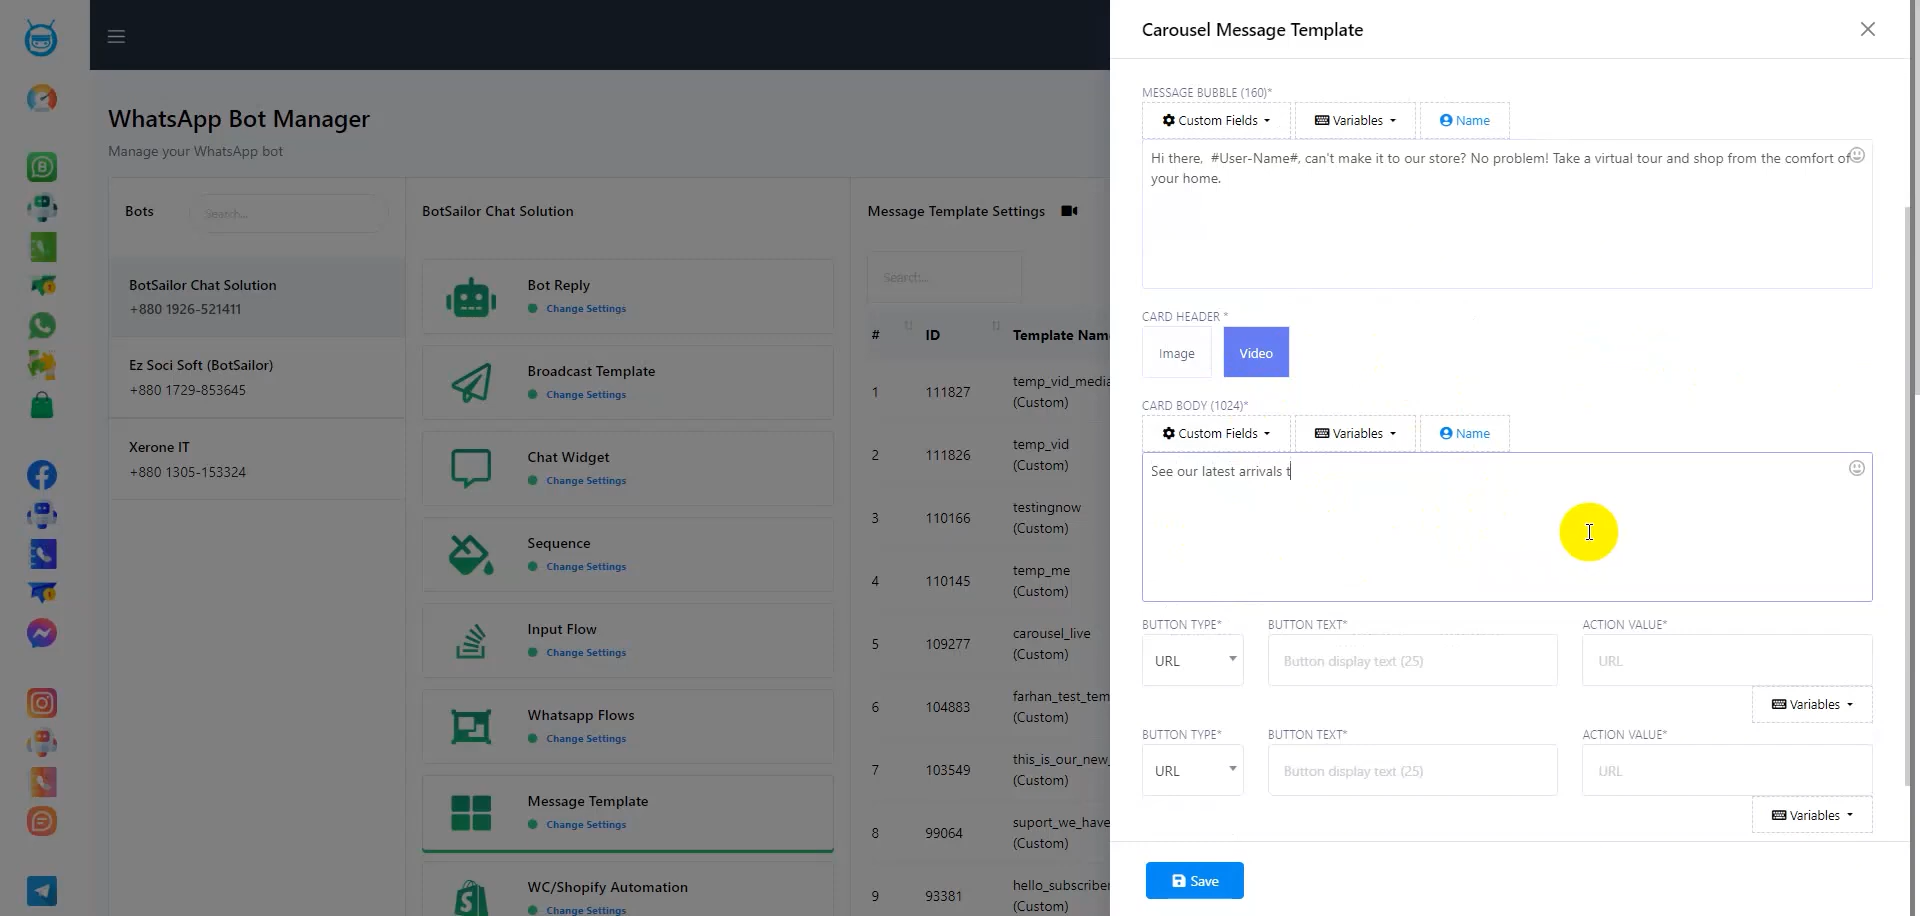 Carousel Message Template
WhatsApp Bot Manager
Manage your WhatsApp bot
Bots
Search...
BotSailor Chat Solution
+880 1926-521411
Ez Soci Soft (BotSailor)
+880 1729-853645
Xerone IT
+880 1305-153324
BotSailor Chat Solution
Bot Reply
Change Settings
Broadcast Template
Change Settings
Chat Widget
Change Settings
Sequence
Change Settings
Input Flow
Change Settings
Whatsapp Flows
Change Settings
Message Template
Change Settings
WC/Shopify Automation
Change Settings
Message Template Settings
Search...
# ID Template Nam
1 111827 temp_vid_media
(Custom)
2 111826 temp_vid
(Custom)
3 110166 testingnow
(Custom)
4 110145 temp_me
(Custom)
5 109277 carousel_live
(Custom)
6 104883 farhan_test_tem
(Custom)
7 103549 this_is_our_new_
(Custom)
8 99064 suport_we_have
(Custom)
9 93381 hello_subscriber
(Custom)
MESSAGE BUBBLE (160)*
Custom Fields Variables Name
Hi there,  #User-Name#, can't make it to our store? No problem! Take a virtual tour and shop from the comfort of
your home.
CARD HEADER *
Image Video
CARD BODY (1024)*
Custom Fields Variables Name
See our latest arrivals t
BUTTON TYPE* BUTTON TEXT* ACTION VALUE*
URL Button display text (25) URL
Variables
BUTTON TYPE* BUTTON TEXT* ACTION VALUE*
URL Button display text (25) URL
Variables
Save